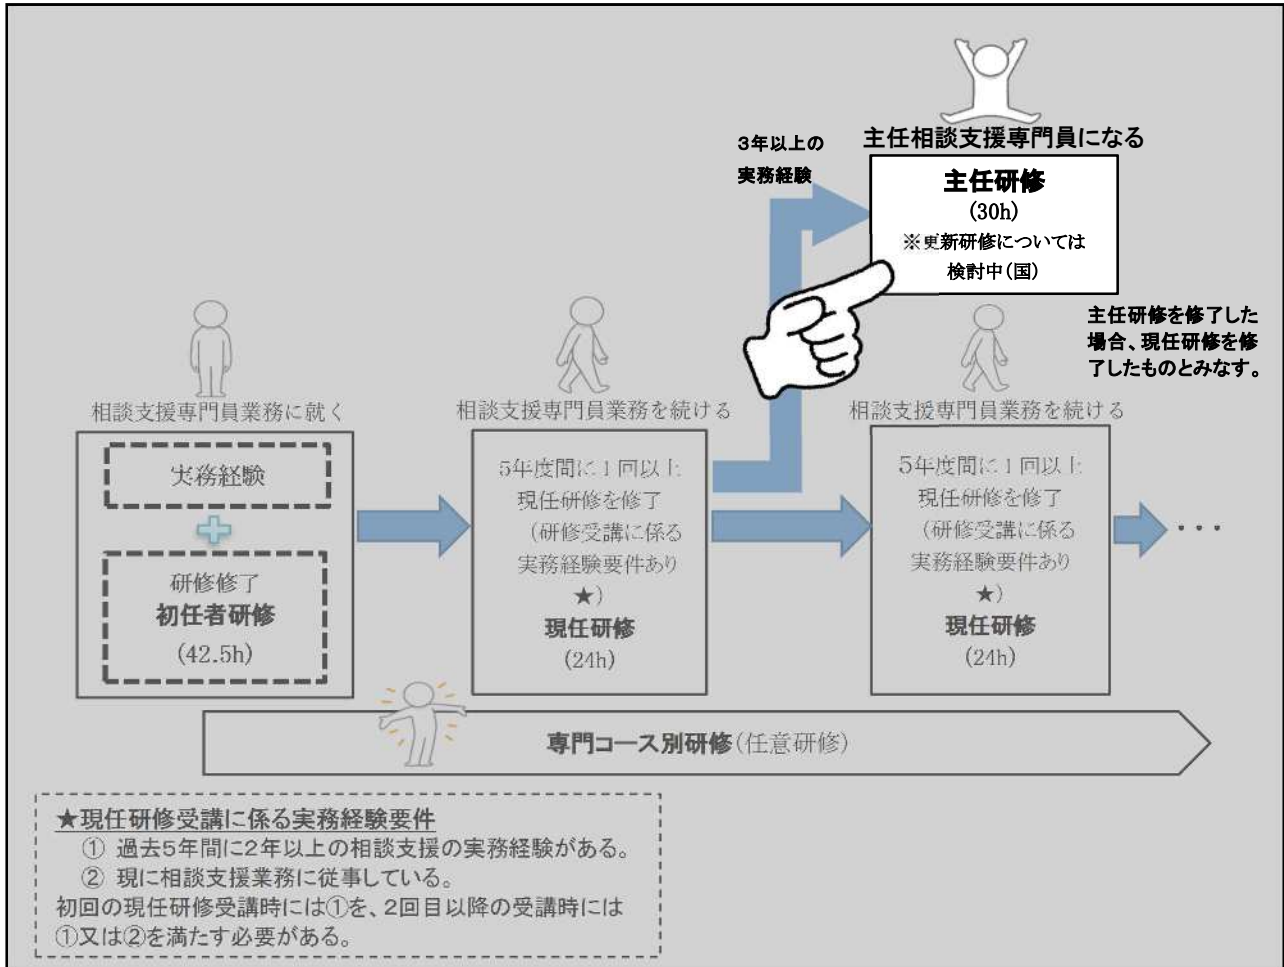 主任相談支援専門員になる
3年以上の
実務経験
主任研修
(30h)
※更新研修については
検討中(国)
主任研修を修了した
場合、現任研修を修
了したものとみなす。
相談支援専門員業務に就く
実務経験
研修修了
初任者研修
(42.5h)
相談支援専門員業務を続ける
5年度間に1回以上
現任研修を修了
(研修受講に係る
実務経験要件あり
★)
現任研修
(24h)
相談支援専門員業務を続ける
5年度間に1回以上
現任研修を修了
(研修受講に係る
実務経験要件あり
★)
現任研修
(24h)
・・・
専門コース別研修(任意研修)
★現任研修受講に係る実務経験要件
① 過去5年間に2年以上の相談支援の実務経験がある。
② 現に相談支援業務に従事している。
初回の現任研修受講時には①を、2回目以降の受講時には
①又は②を満たす必要がある。